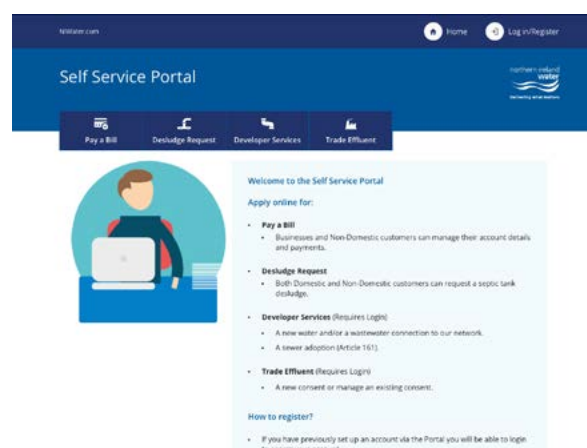 NIWater.com
Home
Log in/Register
Self Service Portal
northern ireland
water
Pay a Bill
Desludge Request
Developer Services
Trade Effluent
Welcome to the Self Service Portal
Apply online for:
• Pay a Bill
• Businesses and Non-Domestic customers can manage their account details
and payments.
• Desludge Request
• Both Domestic and Non-Domestic customers can request a septic tank
desludge.
• Developer Services (Requires Login)
• A new water and/or a wastewater connection to our network.
• A sewer adoption (Article 161)
• Trade Effluent (Requires Login)
• A new consent or manage an existing consent.
How to register?
• If you have previously set up an account via the Portal you will be able to login